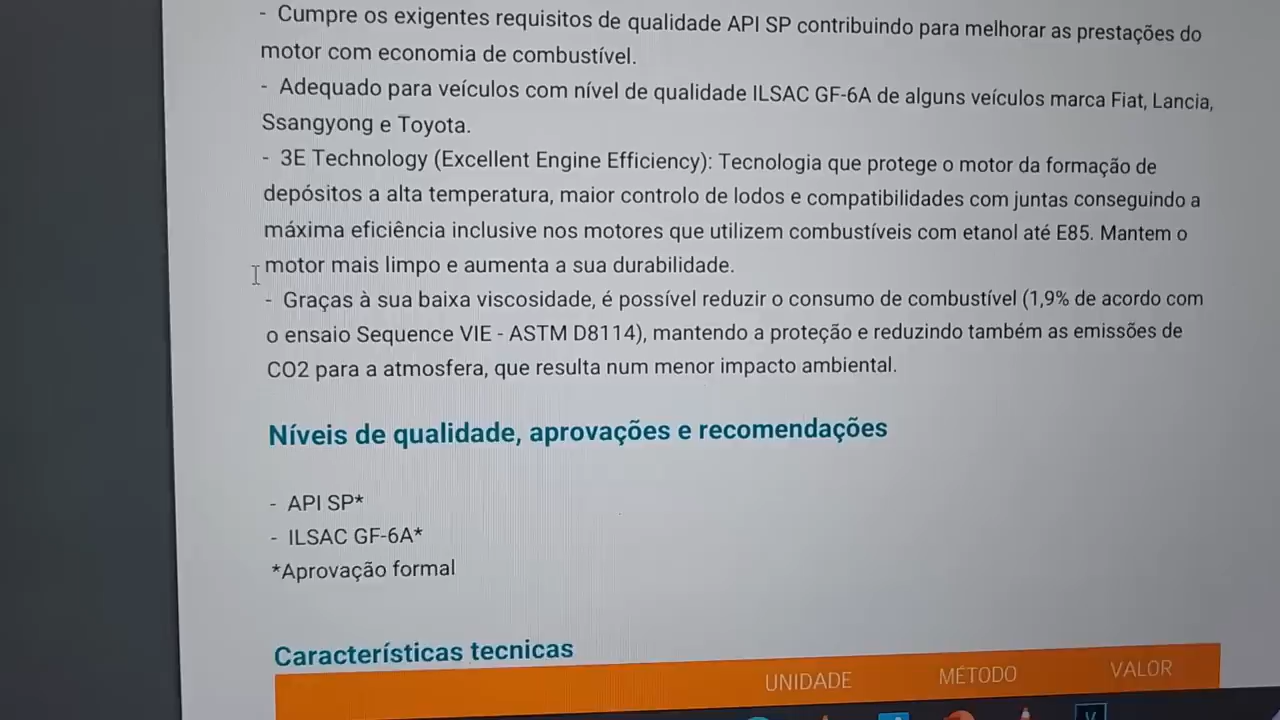 - Cumpre os exigentes requisitos de qualidade API SP contribuindo para melhorar as prestações do
motor com economia de combustível.
- Adequado para veículos com nível de qualidade ILSAC GF-6A de alguns veículos marca Fiat, Lancia,
Ssangyong e Toyota.
- 3E Technology (Excellent Engine Efficiency): Tecnologia que protege o motor da formação de
depósitos a alta temperatura, maior controlo de lodos e compatibilidades com juntas conseguindo a
máxima eficiência inclusive nos motores que utilizem combustíveis com etanol até E85. Mantem o
motor mais limpo e aumenta a sua durabilidade.
- Graças à sua baixa viscosidade, é possível reduzir o consumo de combustível (1,9% de acordo com
o ensaio Sequence VIE - ASTM D8114), mantendo a proteção e reduzindo também as emissões de
CO2 para a atmosfera, que resulta num menor impacto ambiental.
Níveis de qualidade, aprovações e recomendações
- API SP*
- ILSAC GF-6A*
*Aprovação formal
Características tecnicas
UNIDADE MÉTODO VALOR